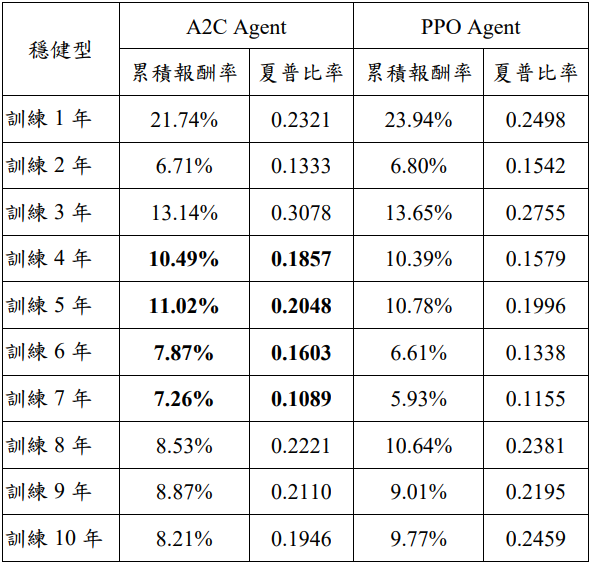 穩健型 A2C Agent PPO Agent
累積報酬率 夏普比率 累積報酬率 夏普比率
訓練 1 年 21.74% 0.2321 23.94% 0.2498
訓練 2 年 6.71% 0.1333 6.80% 0.1542
訓練 3 年 13.14% 0.3078 13.65% 0.2755
訓練 4 年 10.49% 0.1857 10.39% 0.1579
訓練 5 年 11.02% 0.2048 10.78% 0.1996
訓練 6 年 7.87% 0.1603 6.61% 0.1338
訓練 7 年 7.26% 0.1089 5.93% 0.1155
訓練 8 年 8.53% 0.2221 10.64% 0.2381
訓練 9 年 8.87% 0.2110 9.01% 0.2195
訓練 10 年 8.21% 0.1946 9.77% 0.2459